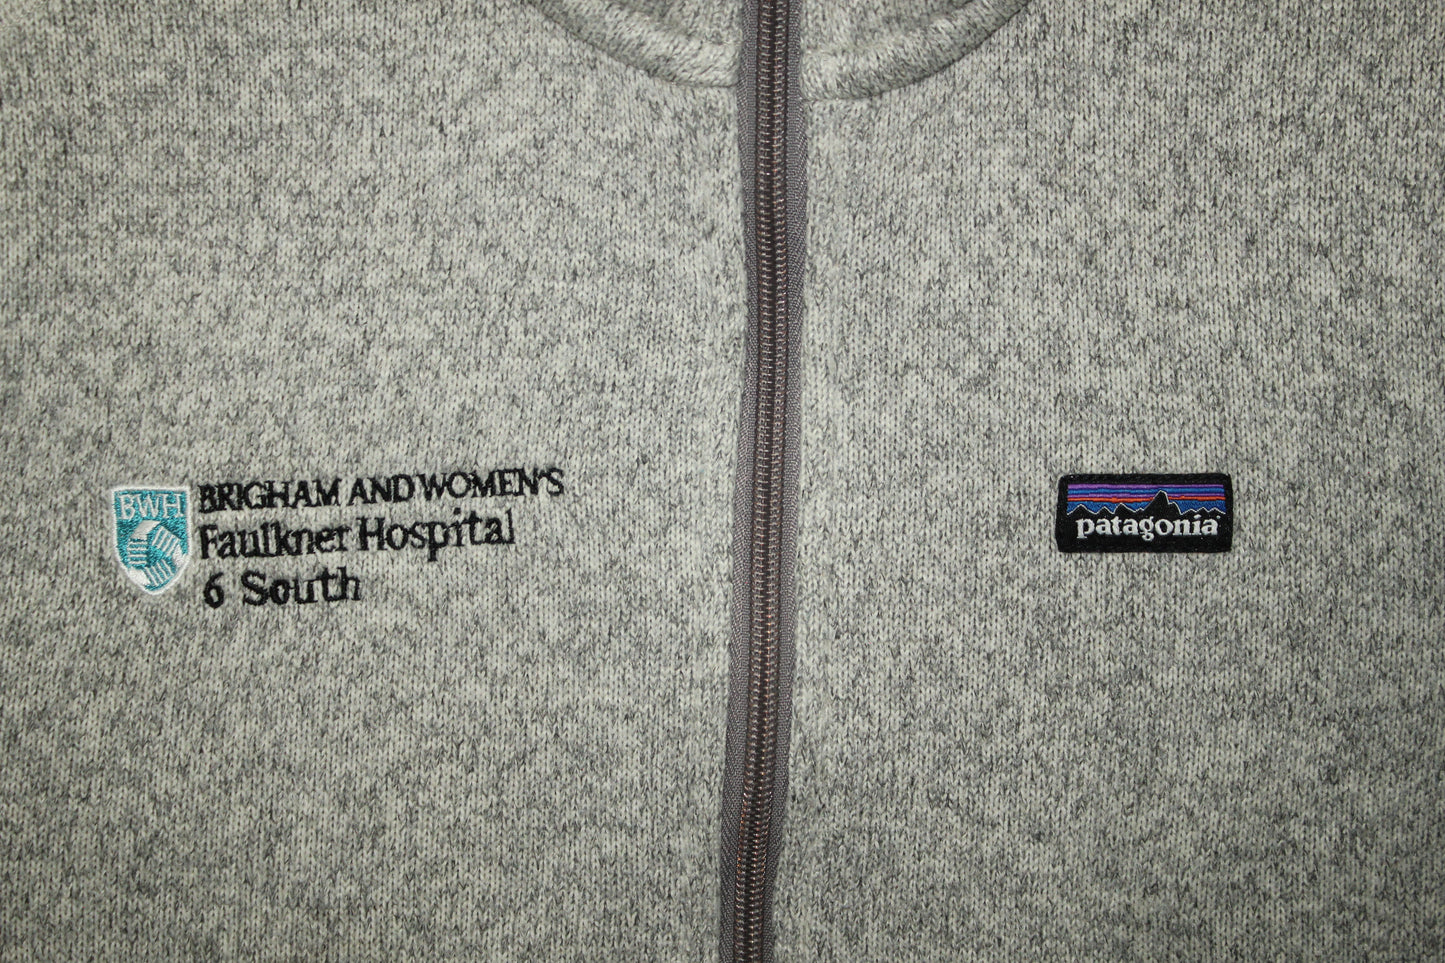 BWH
BRIGHAM AND WOMEN'S
Faulkner Hospital
6 South
patagonia